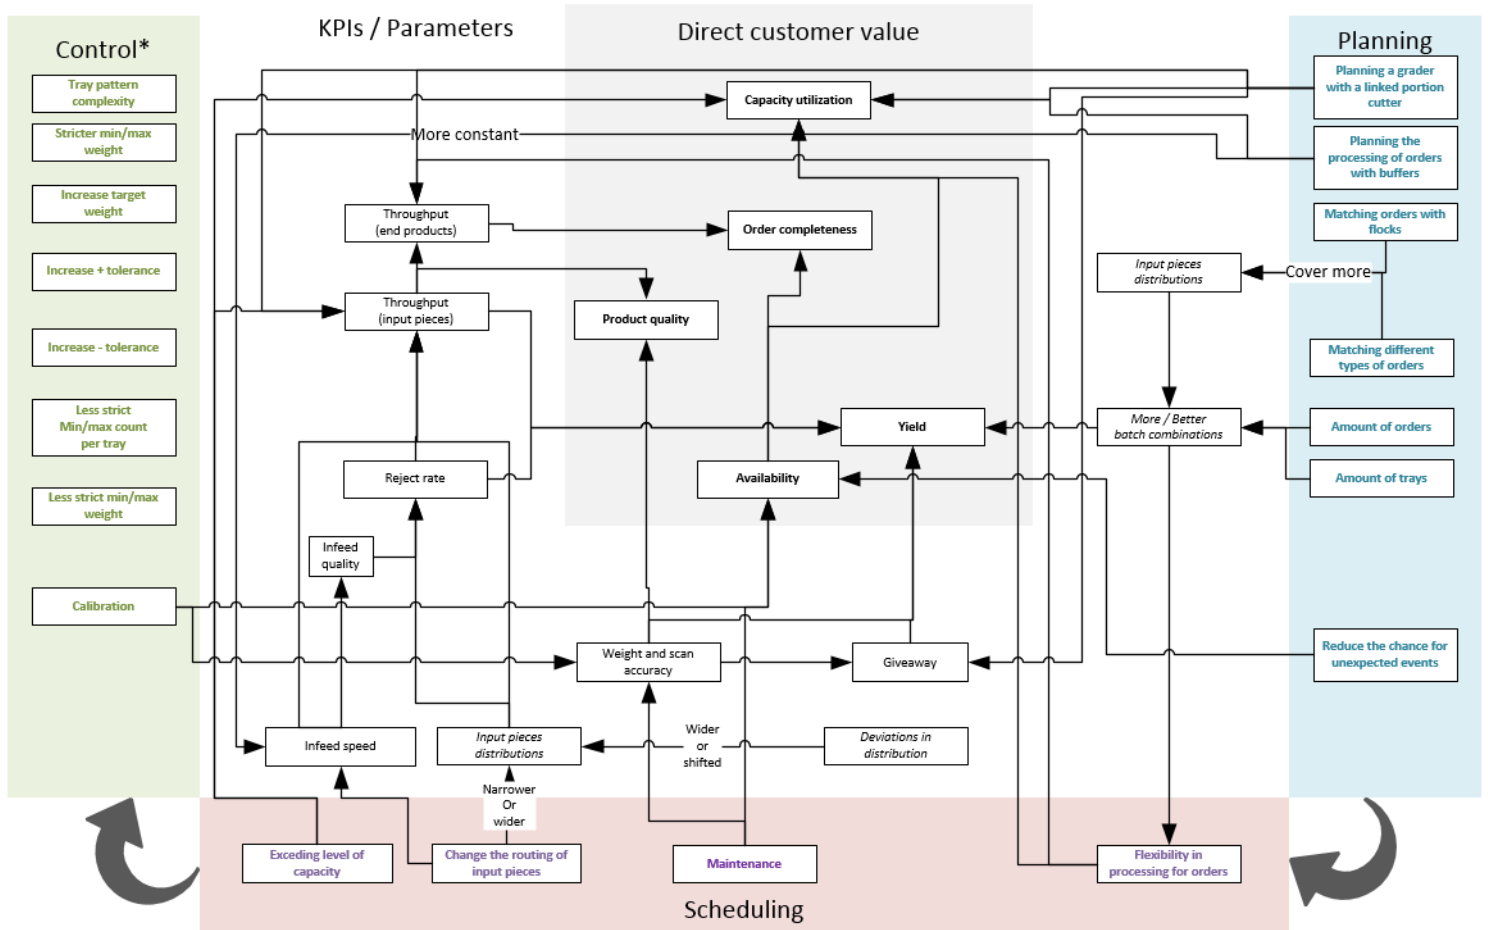 Control*
Tray pattern
complexity
Stricter min/max
weight
Increase target
weight
Increase + tolerance
Increase - tolerance
Less strict
Min/max count
per tray
Less strict min/max
weight
Calibration
KPIs / Parameters
More constant
Throughput
(end products)
Throughput
(input pieces)
Reject rate
Infeed
quality
Infeed speed
Input pieces
distributions
Narrower
Or
wider
Direct customer value
Capacity utilization
Order completeness
Product quality
Yield
Availability
Weight and scan
accuracy
Giveaway
Wider
or
shifted
Deviations in
distribution
Input pieces
distributions
Cover more
More / Better
batch combinations
Planning
Planning a grader
with a linked portion
cutter
Planning the
processing of orders
with buffers
Matching orders with
flocks
Matching different
types of orders
Amount of orders
Amount of trays
Reduce the chance for
unexpected events
Exceding level of
capacity
Change the routing of
input pieces
Maintenance
Flexibility in
processing for orders
Scheduling